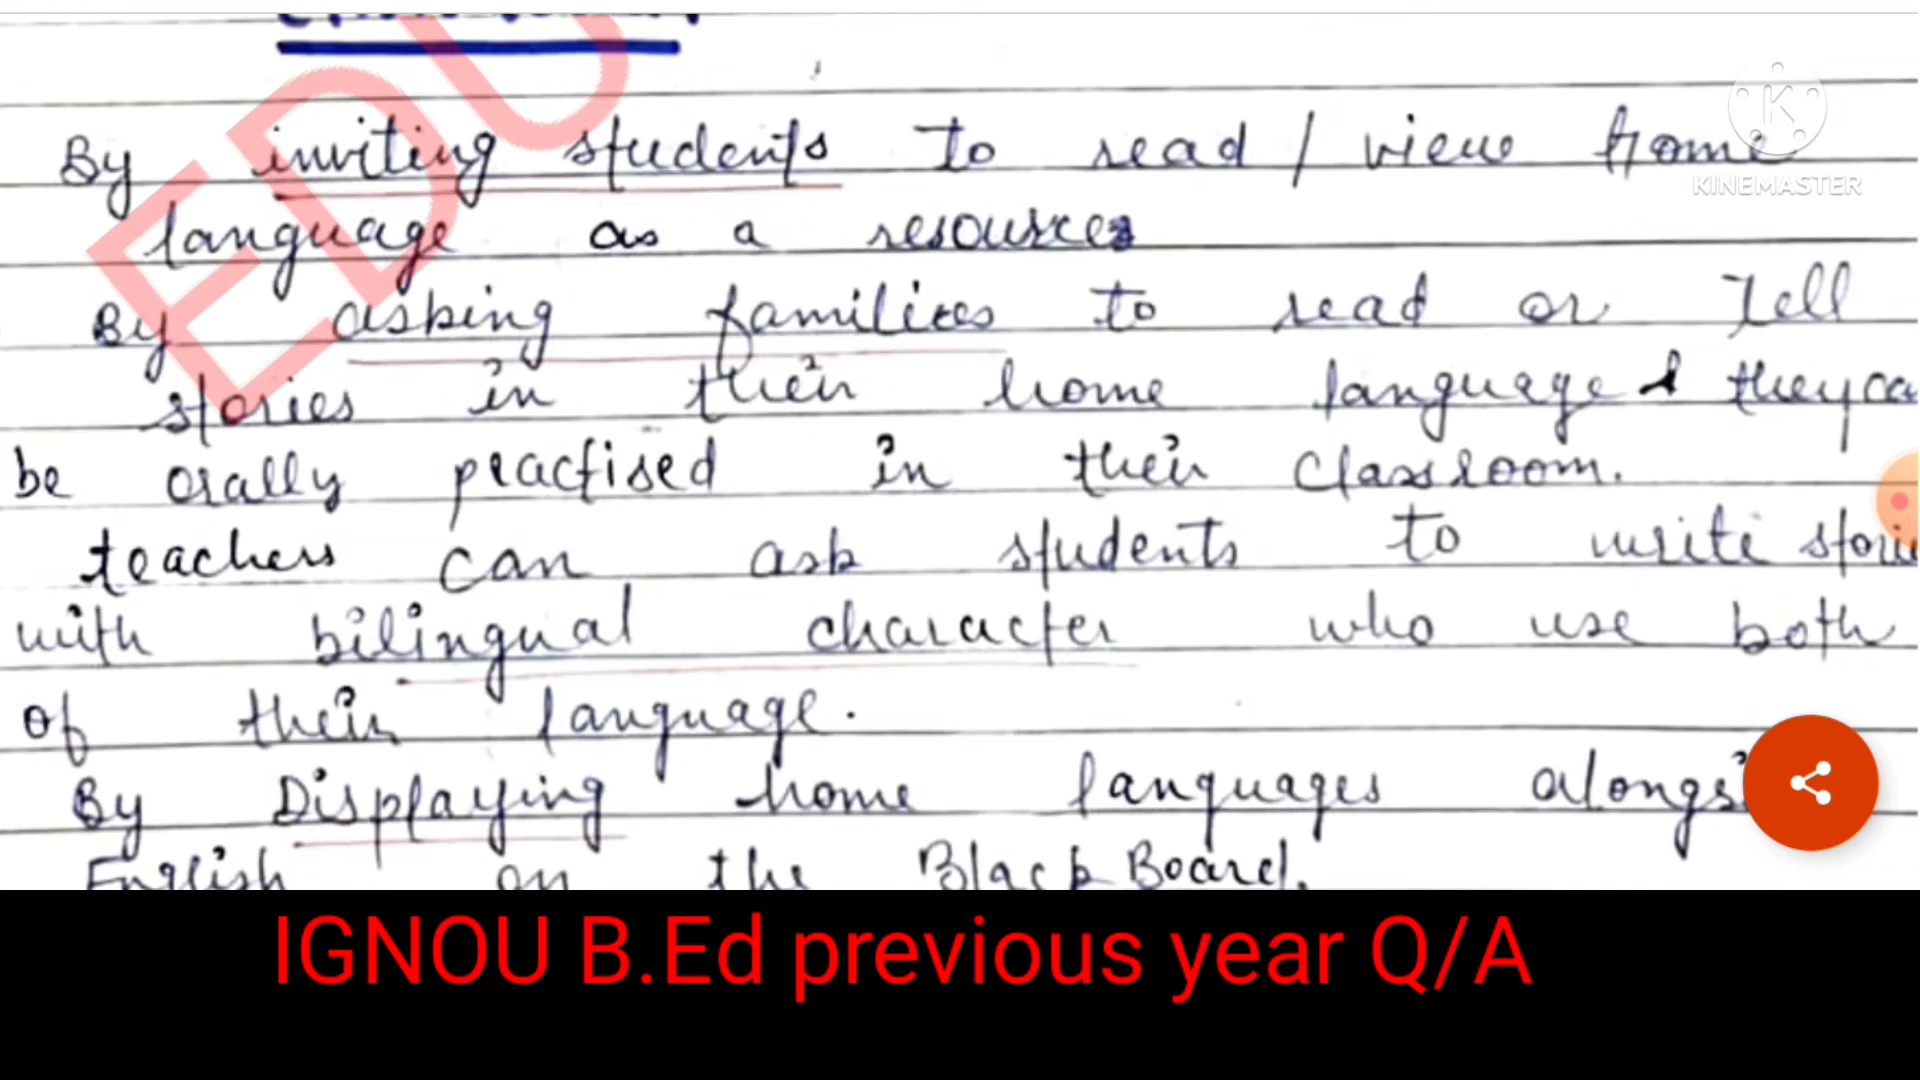 EDU
By inviting students to read / view home
KINEMASTER
language as a resources
By asking families to read or tell
stories in their home language & they ca
be orally practised in their classroom.
teachers can ask students to write stori
with bilingual character who use both
of their language.
By Displaying home languages alongsi
English on the Black Board.
IGNOU B.Ed previous year Q/A